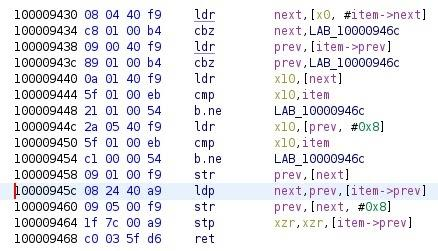 100009430 08 04 40 f9 ldr next,[x0, #item->next]
100009434 c8 01 00 b4 cbz next,LAB_10000946c
100009438 09 00 40 f9 ldr prev,[item->prev]
10000943c 89 01 00 b4 cbz prev,LAB_10000946c
100009440 0a 01 40 f9 ldr x10,[next]
100009444 5f 01 00 eb cmp x10,item
100009448 21 01 00 54 b.ne LAB_10000946c
10000944c 2a 05 40 f9 ldr x10,[prev, #0x8]
100009450 5f 01 00 eb cmp x10,item
100009454 c1 00 00 54 b.ne LAB_10000946c
100009458 09 01 00 f9 str prev,[next]
10000945c 08 24 40 a9 ldp next,prev,[item->prev]
100009460 09 05 00 f9 str prev,[next, #0x8]
100009464 1f 7c 00 a9 stp xzr,xzr,[item->prev]
100009468 c0 03 5f d6 ret